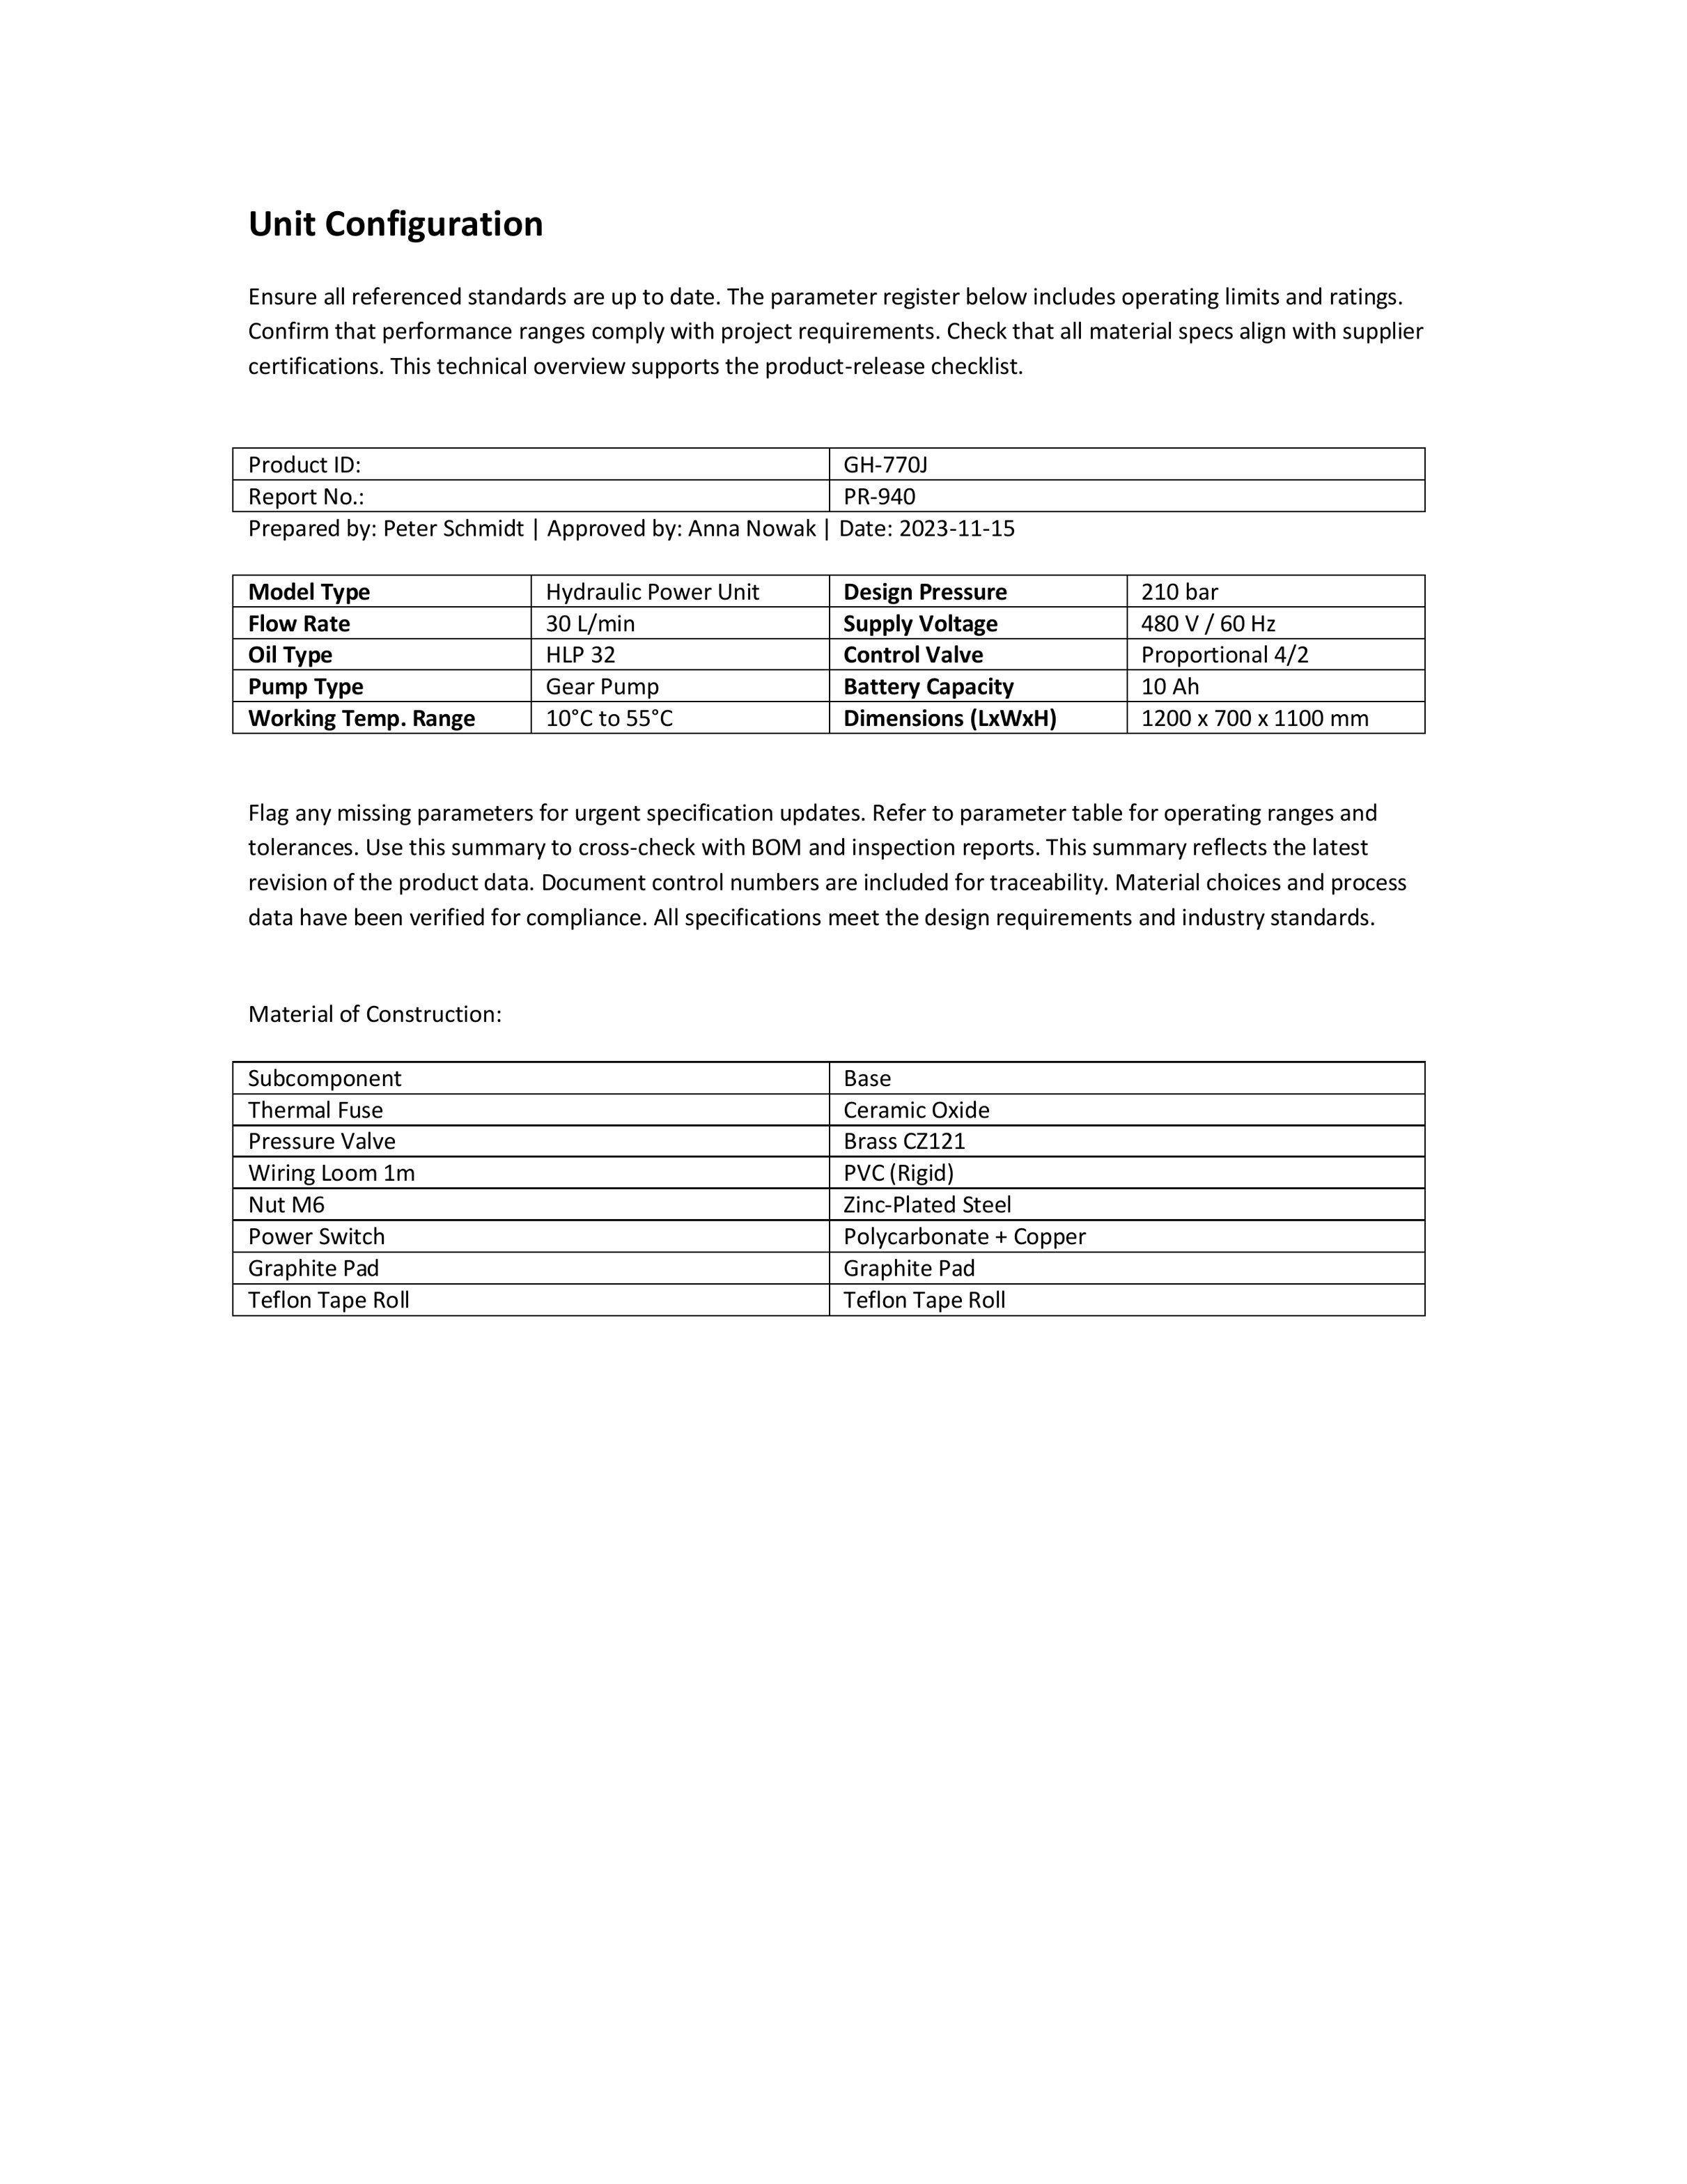 Unit Configuration
Ensure all referenced standards are up to date. The parameter register below includes operating limits and ratings.
Confirm that performance ranges comply with project requirements. Check that all material specs align with supplier
certifications. This technical overview supports the product-release checklist.
Product ID: GH-770J
Report No.: PR-940
Prepared by: Peter Schmidt | Approved by: Anna Nowak | Date: 2023-11-15
Model Type Hydraulic Power Unit Design Pressure 210 bar
Flow Rate 30 L/min Supply Voltage 480 V / 60 Hz
Oil Type HLP 32 Control Valve Proportional 4/2
Pump Type Gear Pump Battery Capacity 10 Ah
Working Temp. Range 10°C to 55°C Dimensions (LxWxH) 1200 x 700 x 1100 mm
Flag any missing parameters for urgent specification updates. Refer to parameter table for operating ranges and
tolerances. Use this summary to cross-check with BOM and inspection reports. This summary reflects the latest
revision of the product data. Document control numbers are included for traceability. Material choices and process
data have been verified for compliance. All specifications meet the design requirements and industry standards.
Material of Construction:
Subcomponent Base
Thermal Fuse Ceramic Oxide
Pressure Valve Brass CZ121
Wiring Loom 1m PVC (Rigid)
Nut M6 Zinc-Plated Steel
Power Switch Polycarbonate + Copper
Graphite Pad Graphite Pad
Teflon Tape Roll Teflon Tape Roll